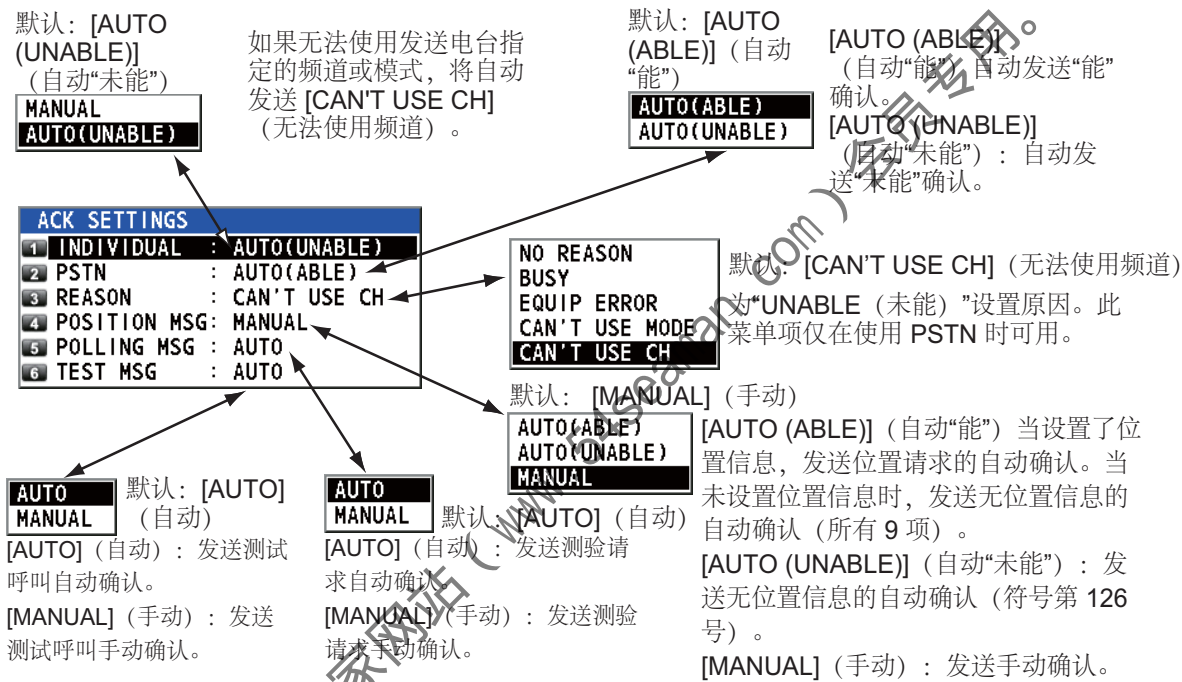 默认：[AUTO
(UNABLE)]
（自动“未能”）
MANUAL
AUTO(UNABLE)
如果无法使用发送电台指
定的频道或模式，将自动
发送 [CAN'T USE CH]
（无法使用频道）。
默认：[AUTO
(ABLE)]（自动
“能”）
AUTO(ABLE)
AUTO(UNABLE)
[AUTO (ABLE)]
（自动“能”）自动发送“能”
确认。
[AUTO (UNABLE)]
（自动“未能”）：自动发
送“未能”确认。
ACK SETTINGS
1 INDIVIDUAL : AUTO(UNABLE)
2 PSTN : AUTO(ABLE)
3 REASON : CAN'T USE CH
4 POSITION MSG: MANUAL
5 POLLING MSG : AUTO
6 TEST MSG : AUTO
NO REASON
BUSY
EQUIP ERROR
CAN'T USE MODE
CAN'T USE CH
默认：[CAN’T USE CH]（无法使用频道）
为“UNABLE（未能）”设置原因。此
菜单项仅在使用 PSTN 时可用。
默认： [MANUAL]（手动）
AUTO(ABLE)
AUTO(UNABLE)
MANUAL
[AUTO (ABLE)]（自动“能”）当设置了位
置信息，发送位置请求的自动确认。当
未设置位置信息时，发送无位置信息的
自动确认（所有 9 项）。
[AUTO (UNABLE)]（自动“未能”）：发
送无位置信息的自动确认（符号第 126
号）。
[MANUAL]（手动）：发送手动确认。
AUTO
MANUAL
默认：[AUTO]
（自动）
[AUTO]（自动）：发送测试
呼叫自动确认。
[MANUAL]（手动）：发送
测试呼叫手动确认。
AUTO
MANUAL
默认：[AUTO]（自动）
[AUTO]（自动）：发送测验请
求自动确认。
[MANUAL]（手动）：发送测验
请求手动确认。
家网站（www.54seaman.com）会员专用。